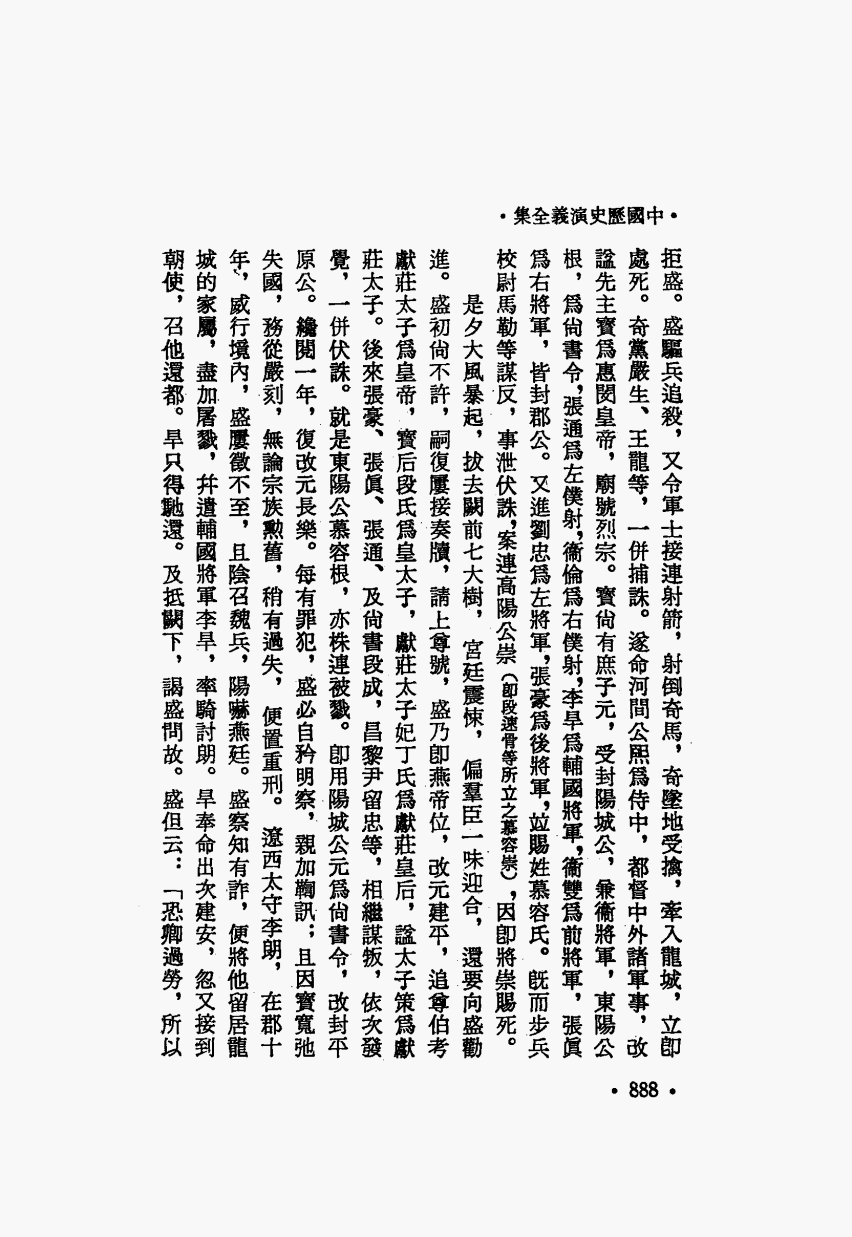 •中國歷史演義全集•
拒盛。盛驅兵追殺，又令軍士接連射箭，射倒奇馬，奇墜地受擒，牽入龍城，立卽
處死。奇黨嚴生、王龍等，一併捕誅。遂命河間公熙爲侍中，都督中外諸軍事，改
諡先主寶爲惠閔皇帝，廟號烈宗。寶尙有庶子元，受封陽城公，兼衞將軍，東陽公
根，爲尙書令，張通爲左僕射，衞倫爲右僕射，李旱爲輔國將軍，衞雙爲前將軍，張眞
爲右將軍，皆封郡公。又進劉忠爲左將軍，張豪爲後將軍，竝賜姓慕容氏。旣而步兵
校尉馬勒等謀反，事泄伏誅，案連高陽公崇（卽段速骨等所立之慕容崇），因卽將崇賜死。
是夕大風暴起，拔去闕前七大樹，宮廷震悚，偏羣臣一味迎合，還要向盛勸
進。盛初尙不許，嗣復屢接奏牘，請上尊號，盛乃卽燕帝位，改元建平，追尊伯考
獻莊太子爲皇帝，寶后段氏爲皇太子，獻莊太子妃丁氏爲獻莊皇后，諡太子策爲獻
莊太子。後來張豪、張眞、張通、及尙書段成，昌黎尹留忠等，相繼謀叛，依次發
覺，一併伏誅。就是東陽公慕容根，亦株連被戮。卽用陽城公元爲尙書令，改封平
原公。纔閱一年，復改元長樂。每有罪犯，盛必自矜明察，親加鞫訊；且因寶寬弛
失國，務從嚴刻，無論宗族勲舊，稍有過失，便置重刑。遼西太守李朗，在郡十
年，威行境內，盛屢徵不至，且陰召魏兵，陽嚇燕廷。盛察知有詐，便將他留居龍
城的家屬，盡加屠戮，幷遣輔國將軍李旱，率騎討朗。旱奉命出次建安，忽又接到
朝使，召他還都。旱只得馳還。及抵闕下，謁盛問故。盛但云：「恐卿過勞，所以
•888•